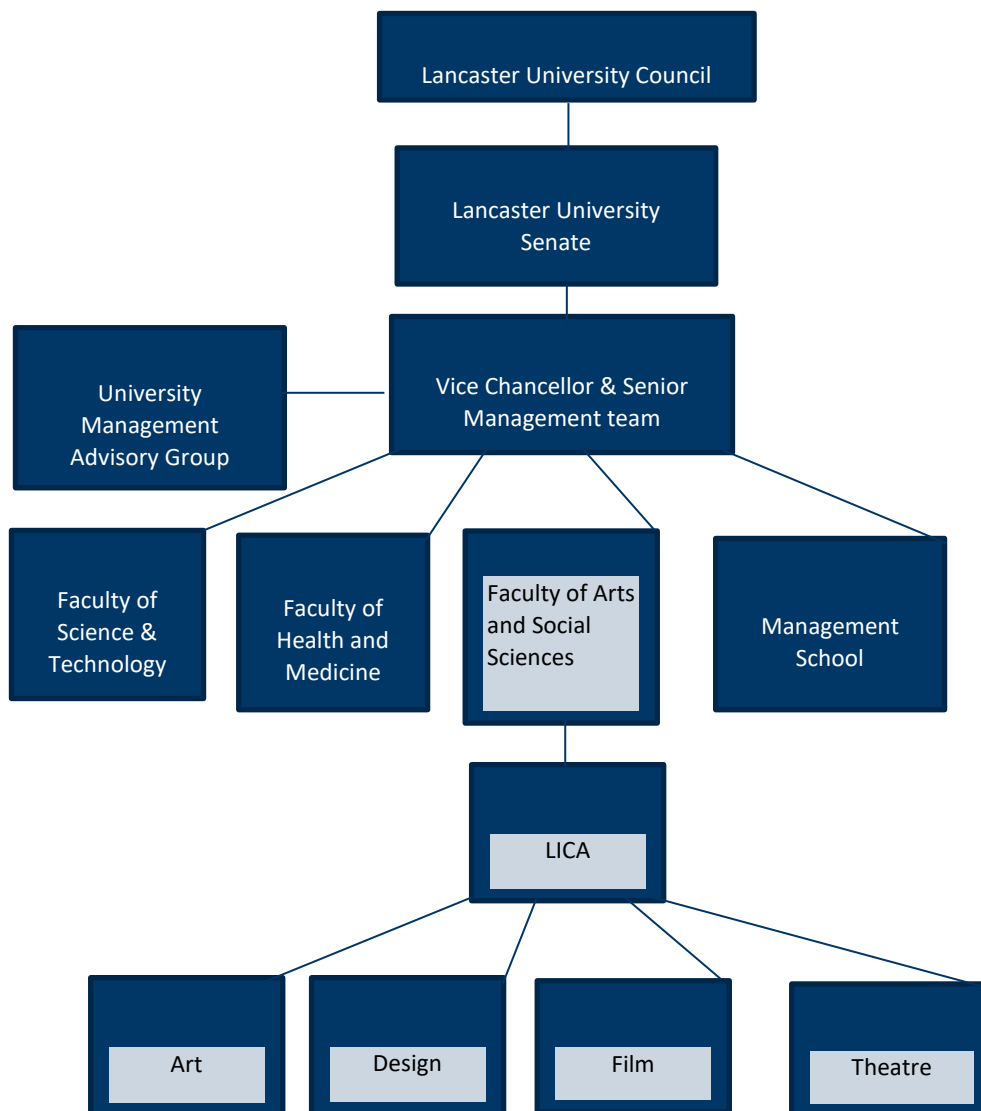 Lancaster University Council
Lancaster University
Senate
University
Management
Advisory Group
Vice Chancellor & Senior
Management team
Faculty of
Science &
Technology
Faculty of
Health and
Medicine
Faculty of Arts
and Social
Sciences
Management
School
LICA
Art
Design
Film
Theatre